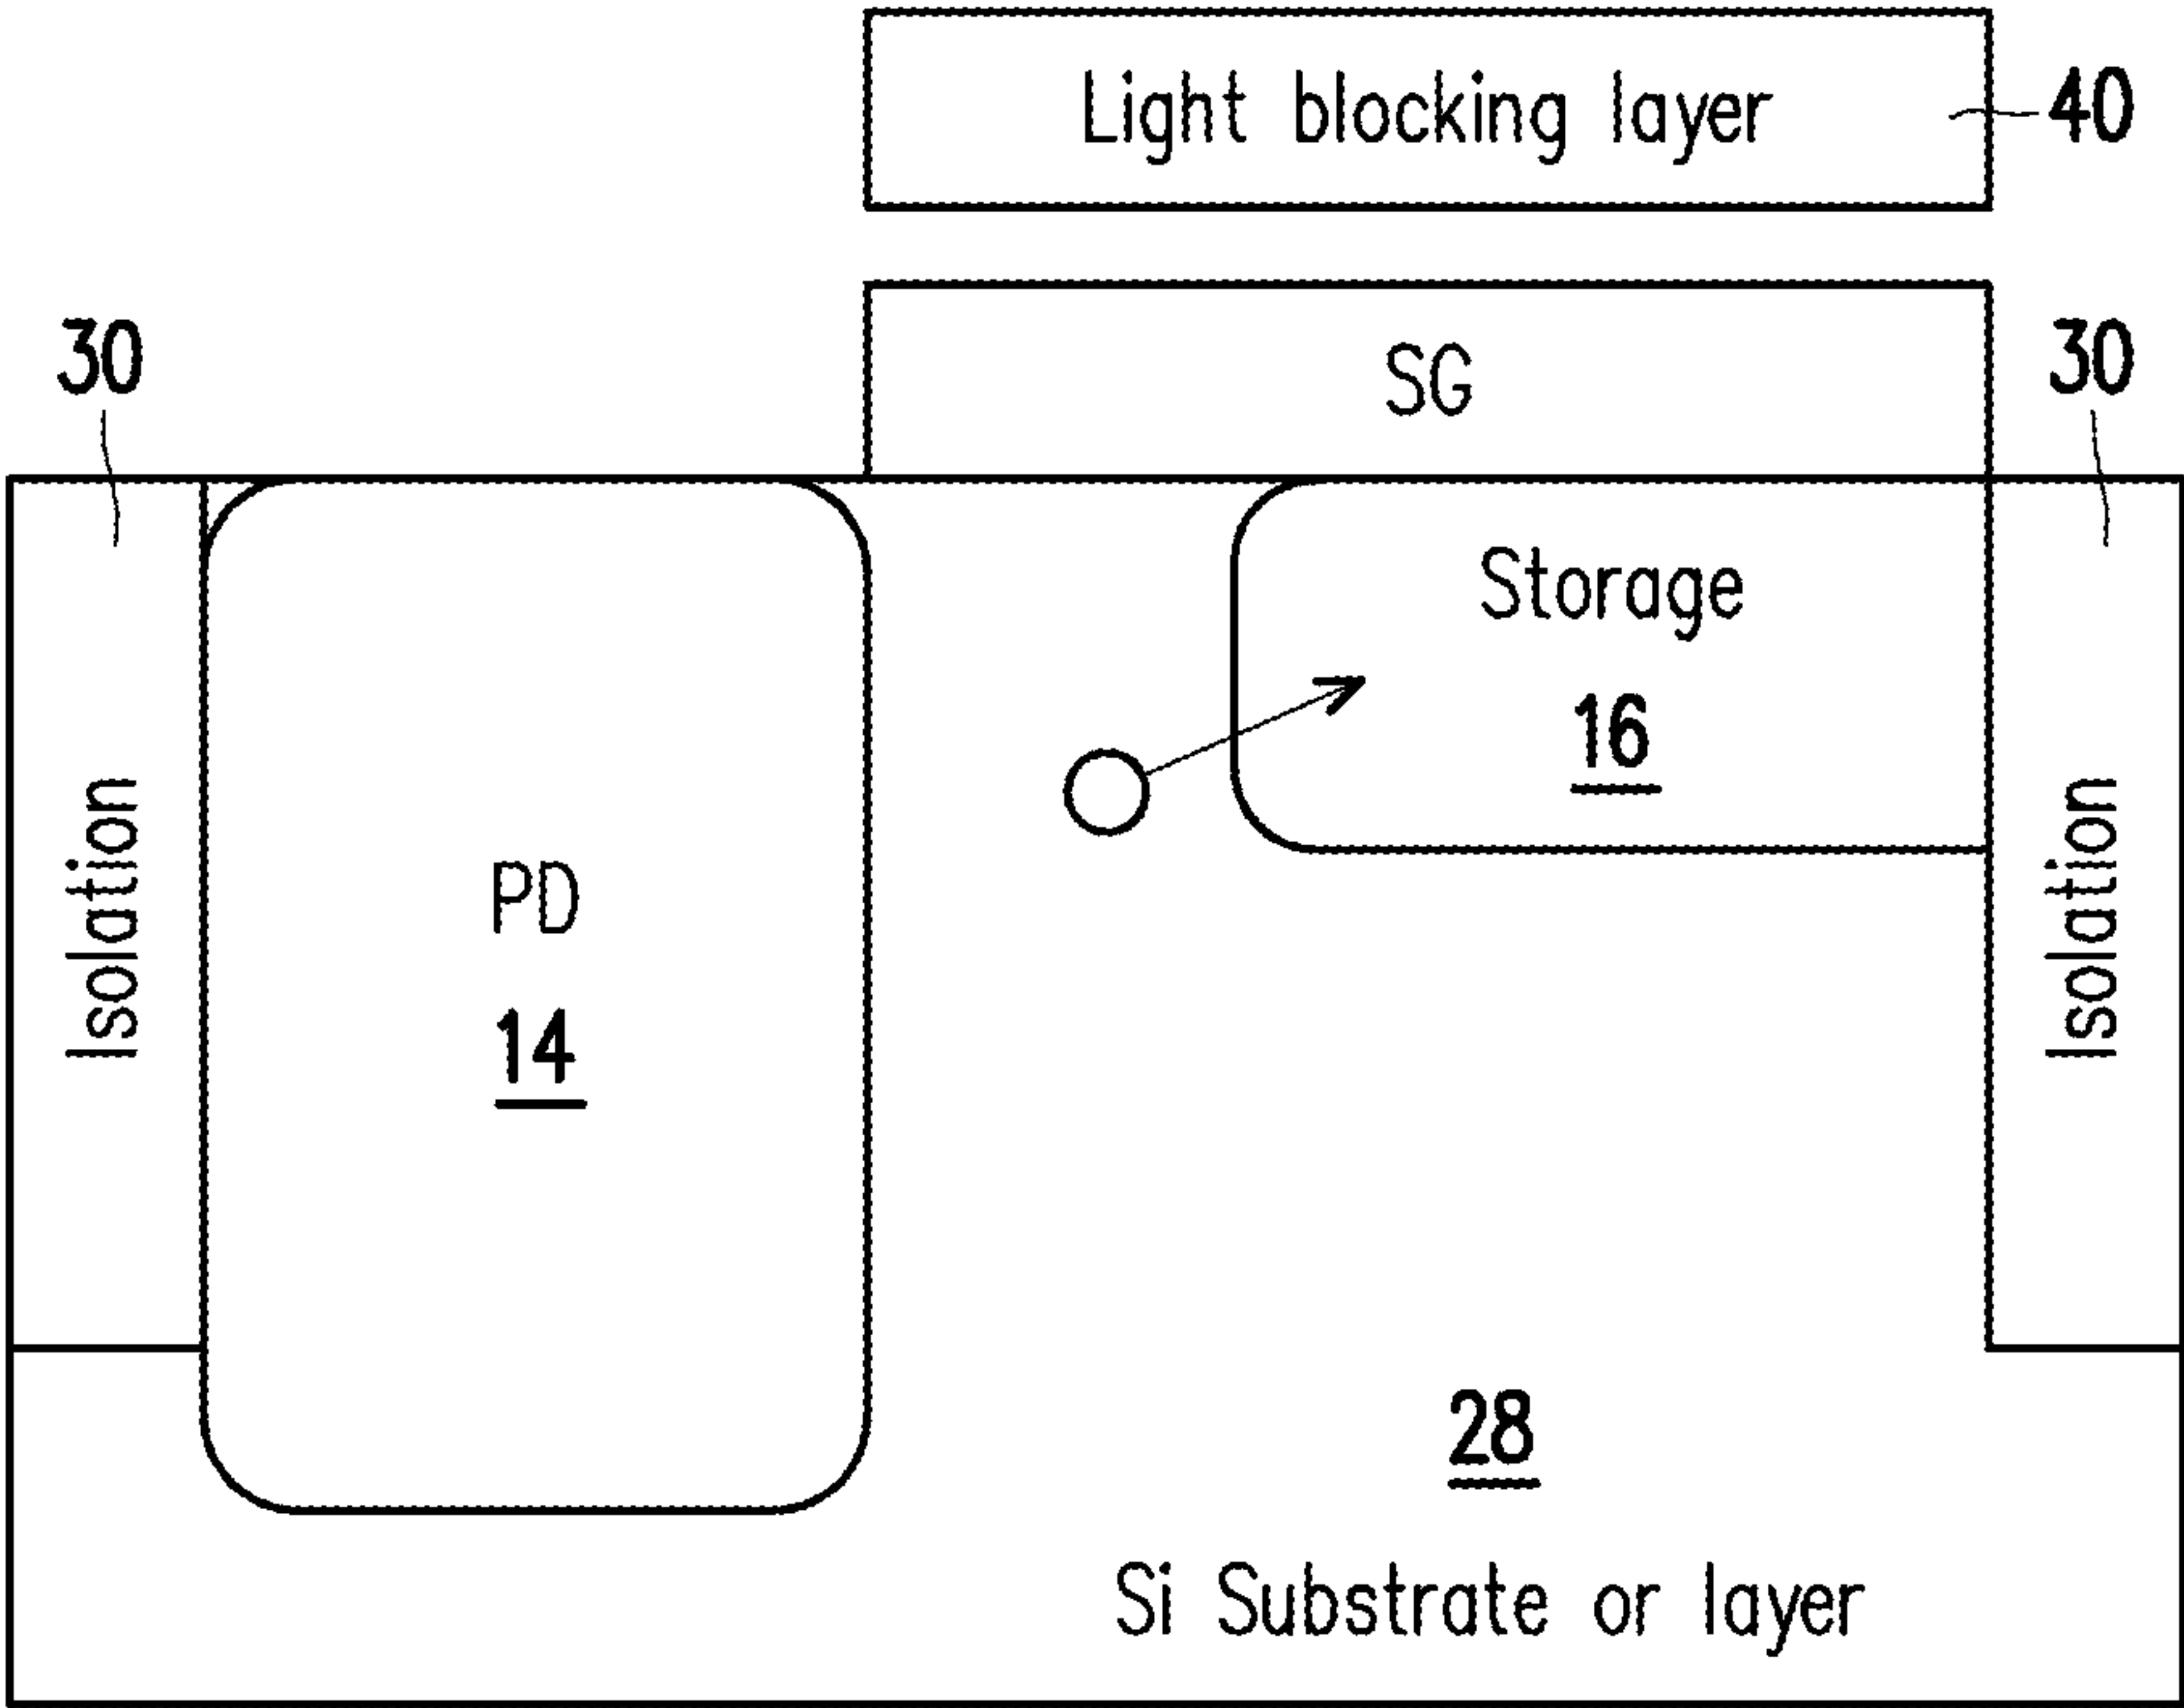 Light blocking layer
40
30
SG
30
Storage
16
Isolation
PD
14
Isolation
28
Si Substrate or layer